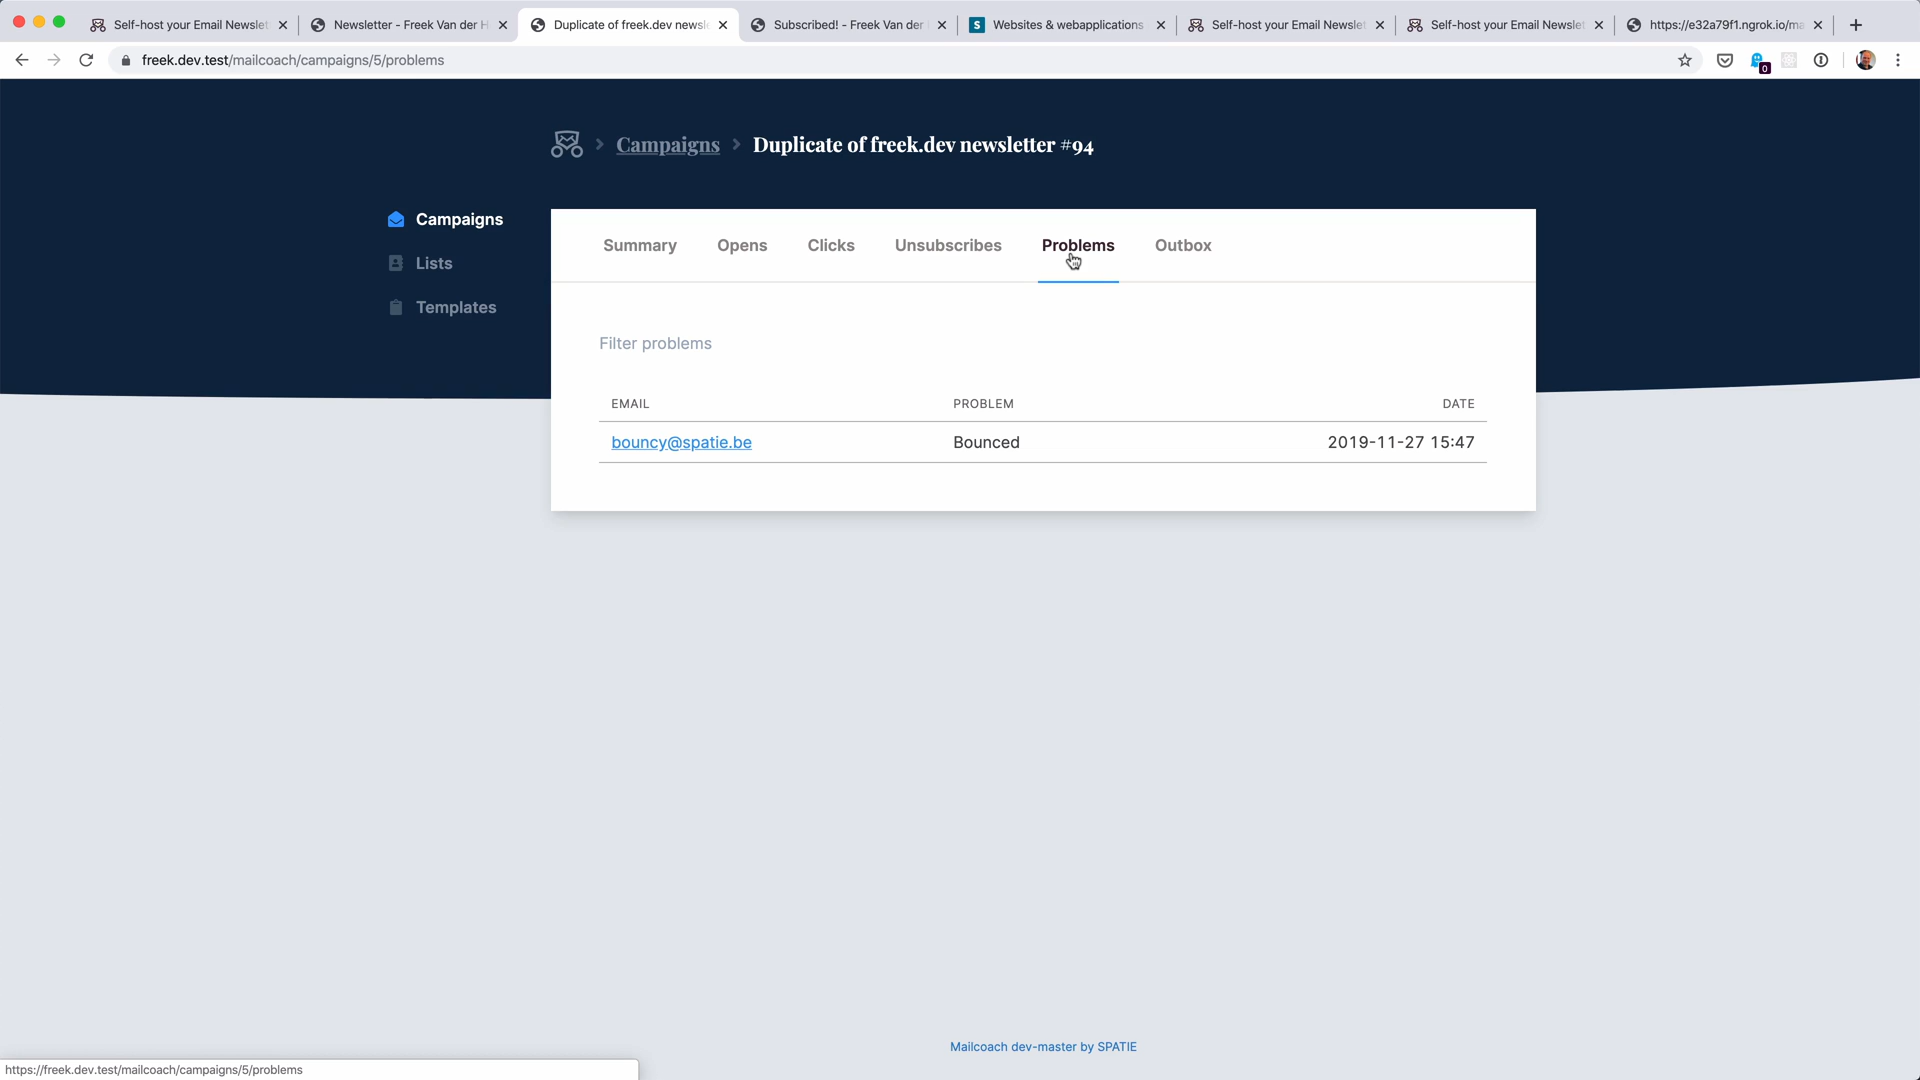 Self-host your Email Newslet
Newsletter - Freek Van der H
Duplicate of freek.dev newsl
Subscribed! - Freek Van der
Websites & webapplications
Self-host your Email Newslet
Self-host your Email Newslet
https://e32a79f1.ngrok.io/ma
freek.dev.test/mailcoach/campaigns/5/problems
0
Campaigns
Duplicate of freek.dev newsletter #94
Campaigns
Lists
Templates
Summary
Opens
Clicks
Unsubscribes
Problems
Outbox
Filter problems
EMAIL PROBLEM DATE
bouncy@spatie.be Bounced 2019-11-27 15:47
Mailcoach dev-master by SPATIE
https://freek.dev.test/mailcoach/campaigns/5/problems